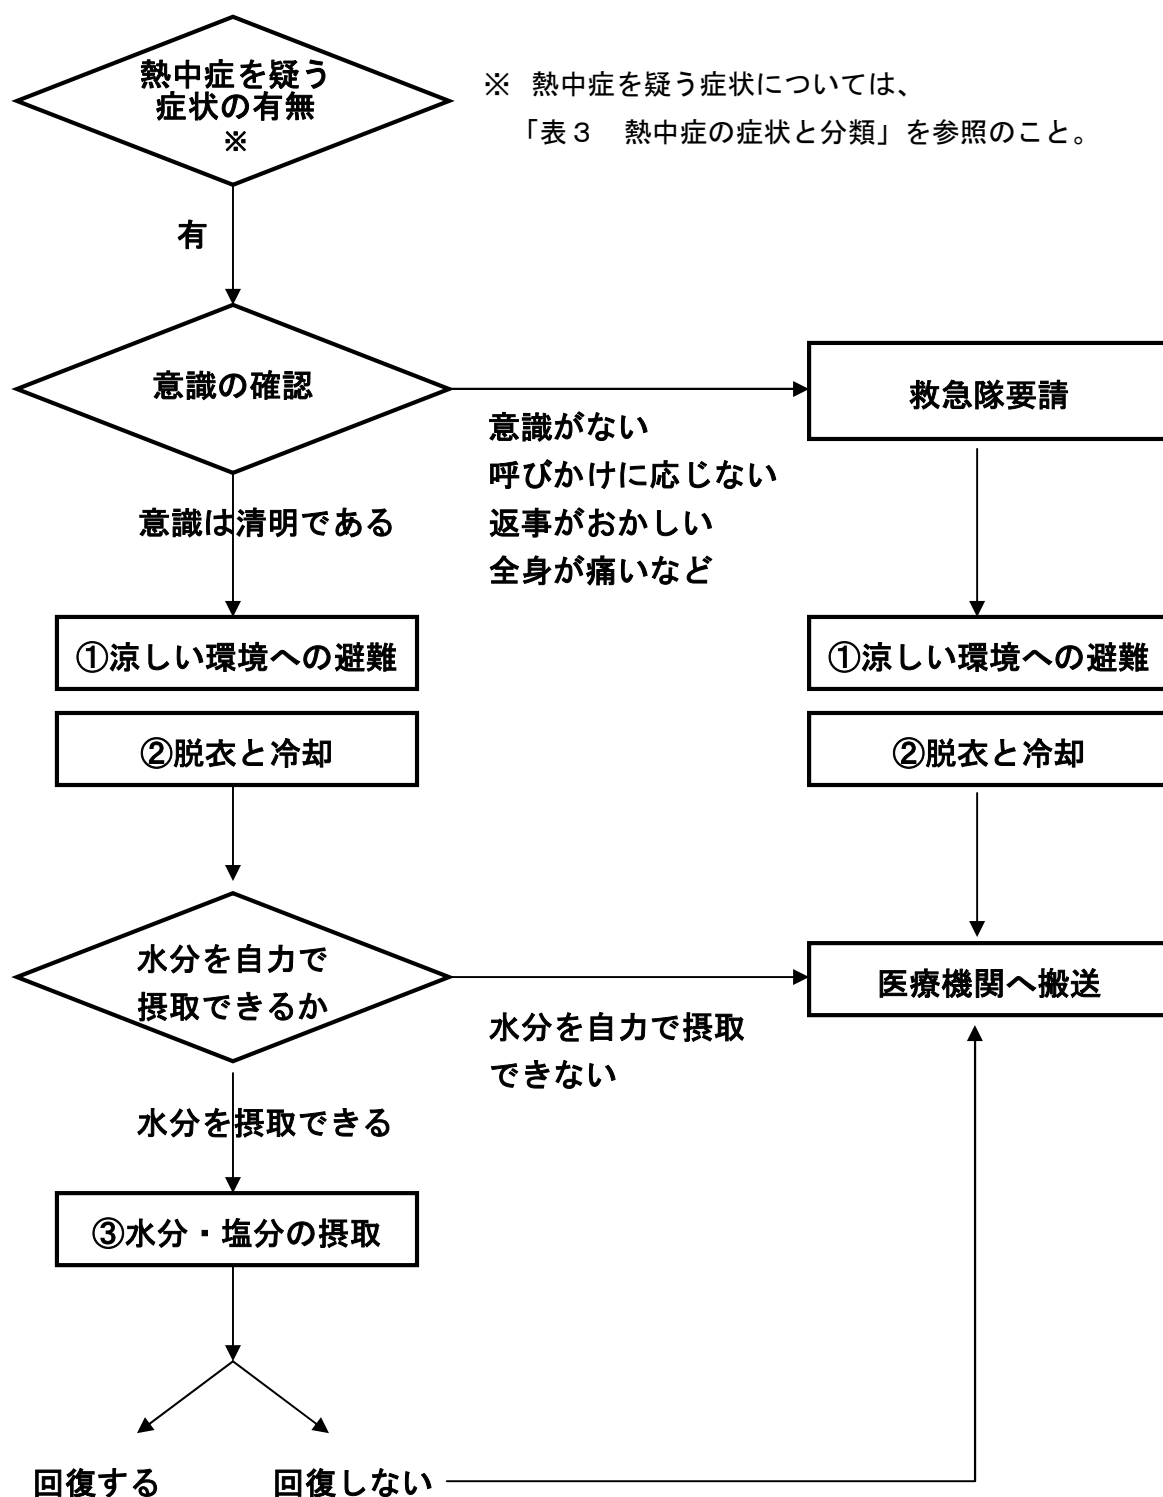 熱中症を疑う
症状の有無
※
※ 熱中症を疑う症状については、
「表３ 熱中症の症状と分類」を参照のこと。
有
意識の確認
救急隊要請
意識がない
呼びかけに応じない
返事がおかしい
全身が痛いなど
意識は清明である
①涼しい環境への避難
①涼しい環境への避難
②脱衣と冷却
②脱衣と冷却
水分を自力で
摂取できるか
医療機関へ搬送
水分を自力で摂取
できない
水分を摂取できる
③水分・塩分の摂取
回復する
回復しない